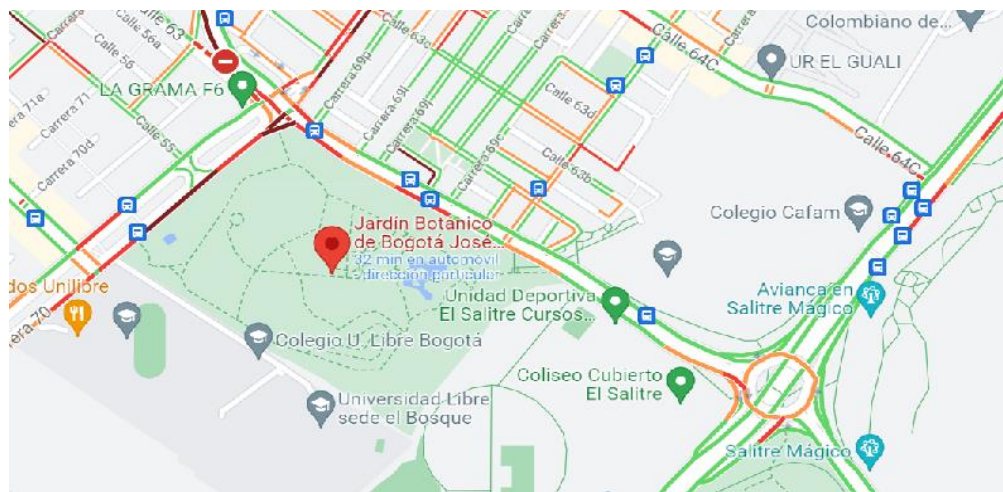 Calle 63
Carrera 56a
Calle 56
LA GRAMA F6
Carrera 71a
Carrera 71
Carrera 70d
Calle 55
Calle 63c
Carrera 69p
Carrera 69j
Carrera 69j
Carrera 69c
Calle 63d
Calle 63b
Calle 64C
Colombiano de...
UR EL GUALI
Calle 64C
Colegio Cafam
Jardín Botánico
de Bogotá José...
32 min en automóvil
- dirección particular
Unidad Deportiva
El Salitre Cursos...
Avianca en
Salitre Mágico
dos Unilibre
era 70
Colegio U. Libre Bogotá
Coliseo Cubierto
El Salitre
Universidad Libre
sede el Bosque
Salitre Mágico